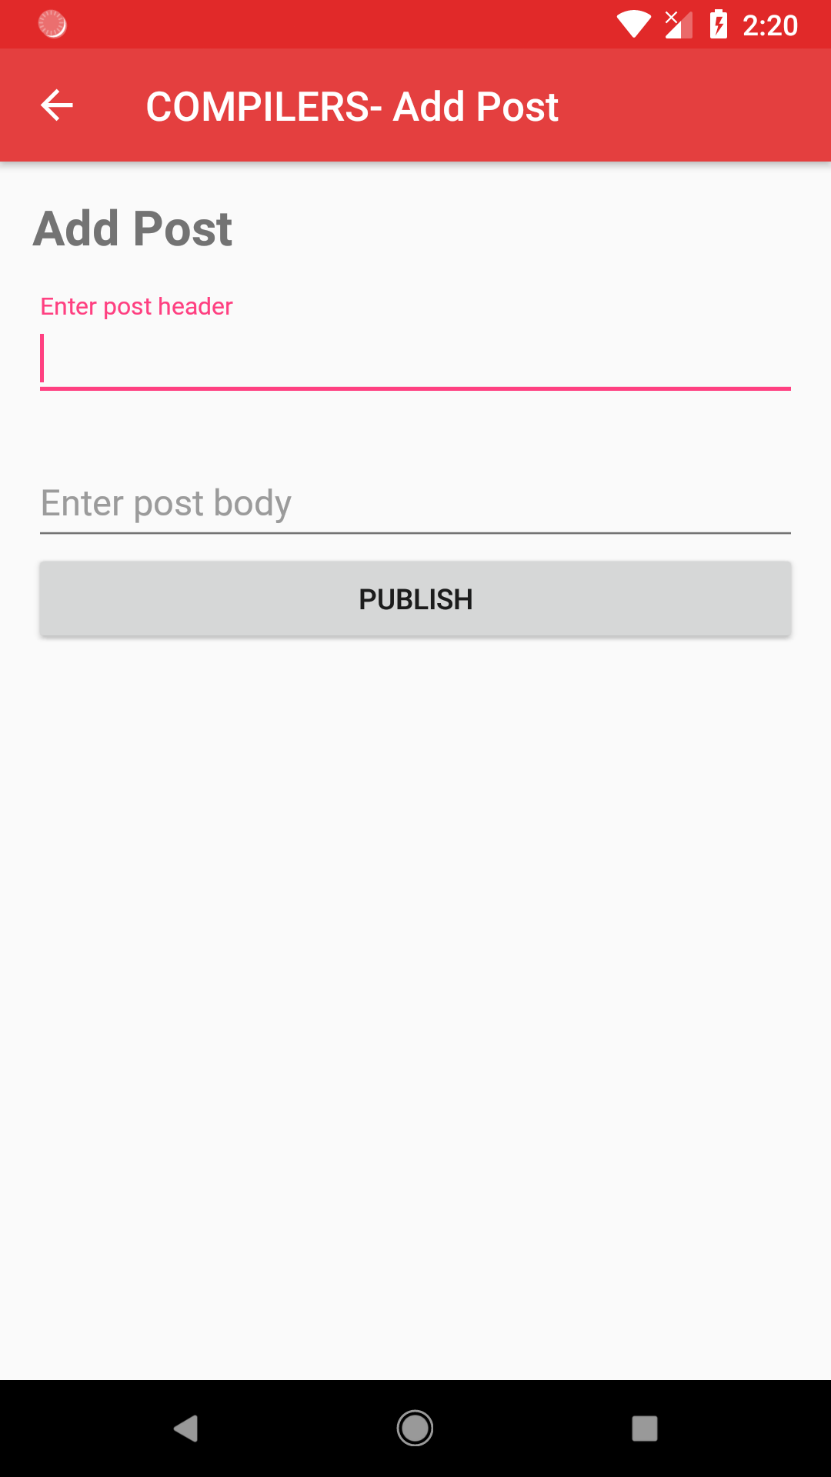 2:20
COMPILERS- Add Post
Add Post
Enter post header
Enter post body
PUBLISH